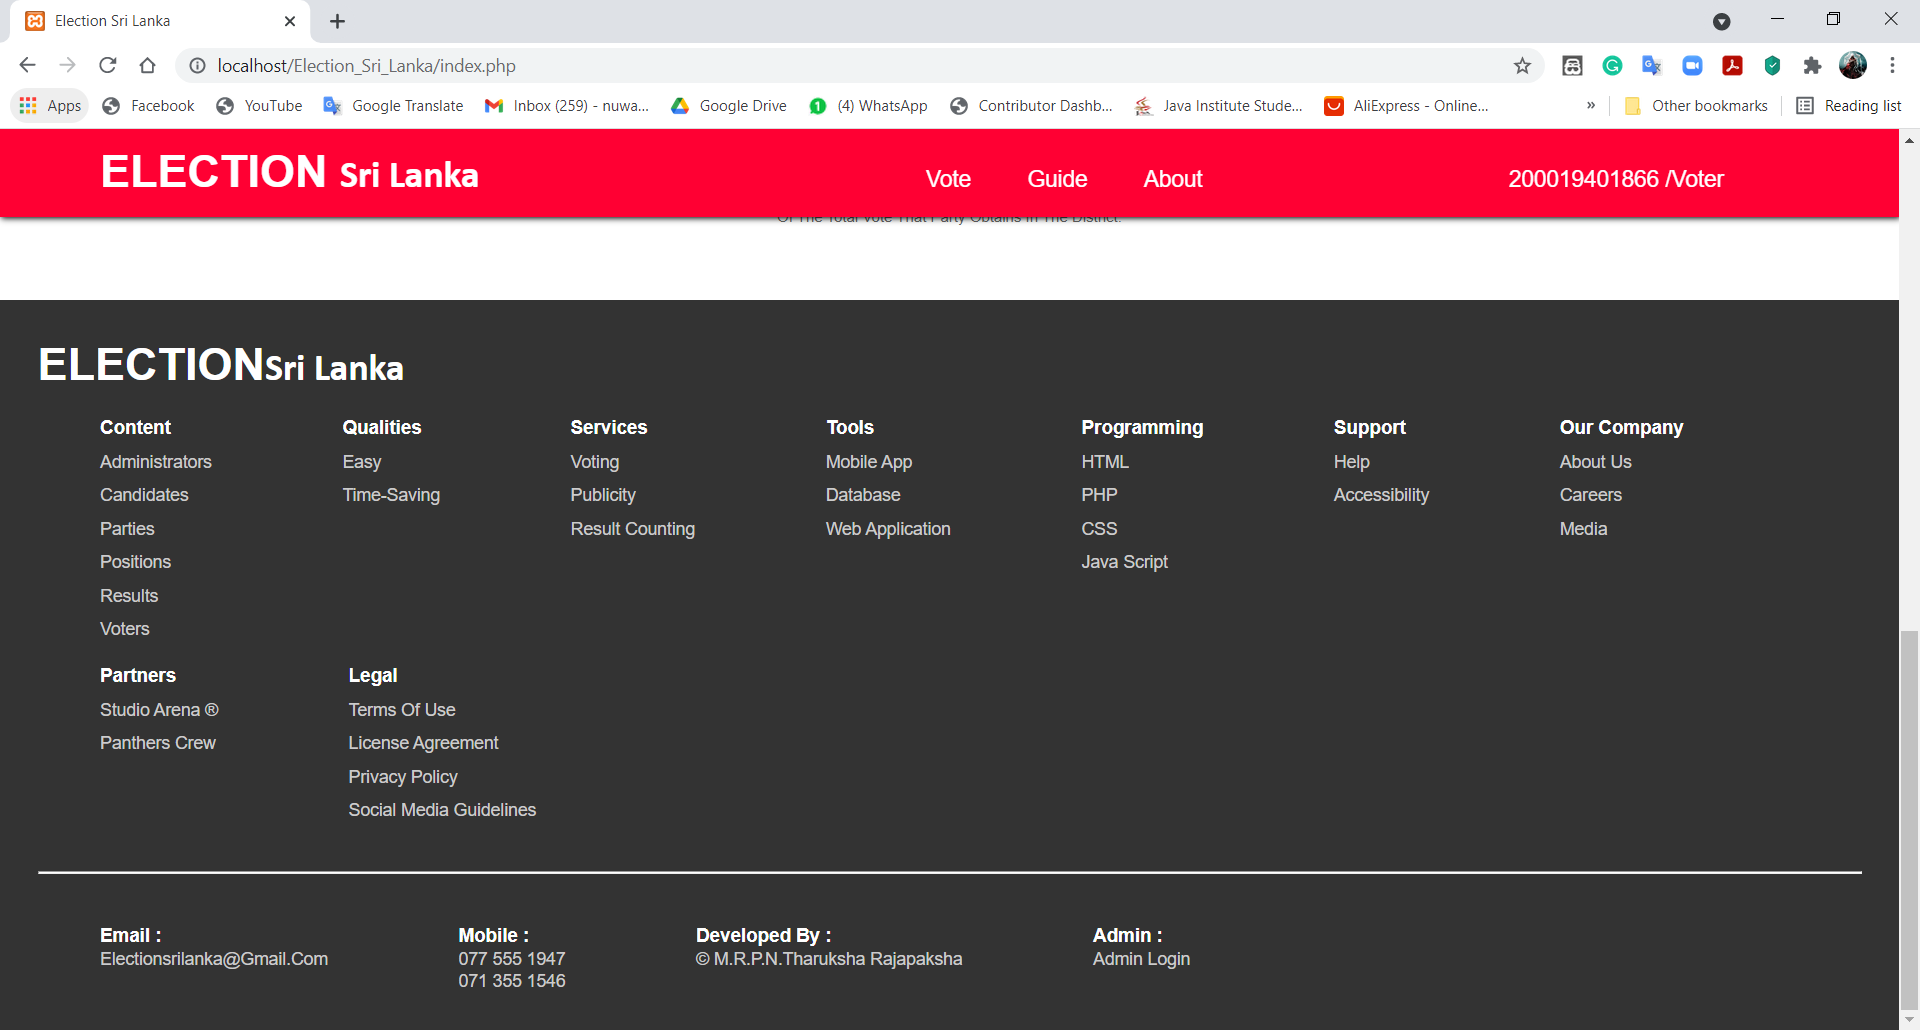 Election Sri Lanka
localhost/Election_Sri_Lanka/index.php
Apps Facebook YouTube Google Translate Inbox (259) - nuwa... Google Drive (4) WhatsApp Contributor Dashb... Java Institute Stude... AliExpress - Online... » Other bookmarks Reading list
ELECTION Sri Lanka Vote Guide About 200019401866 /Voter
Of The Total Vote That Party Obtains In The District.
ELECTIONSri Lanka
Content
Administrators
Candidates
Parties
Positions
Results
Voters
Qualities
Easy
Time-Saving
Services
Voting
Publicity
Result Counting
Tools
Mobile App
Database
Web Application
Programming
HTML
PHP
CSS
Java Script
Support
Help
Accessibility
Our Company
About Us
Careers
Media
Partners
Studio Arena ®
Panthers Crew
Legal
Terms Of Use
License Agreement
Privacy Policy
Social Media Guidelines
Email :
Electionsrilanka@Gmail.Com
Mobile :
077 555 1947
071 355 1546
Developed By :
© M.R.P.N.Tharuksha Rajapaksha
Admin :
Admin Login